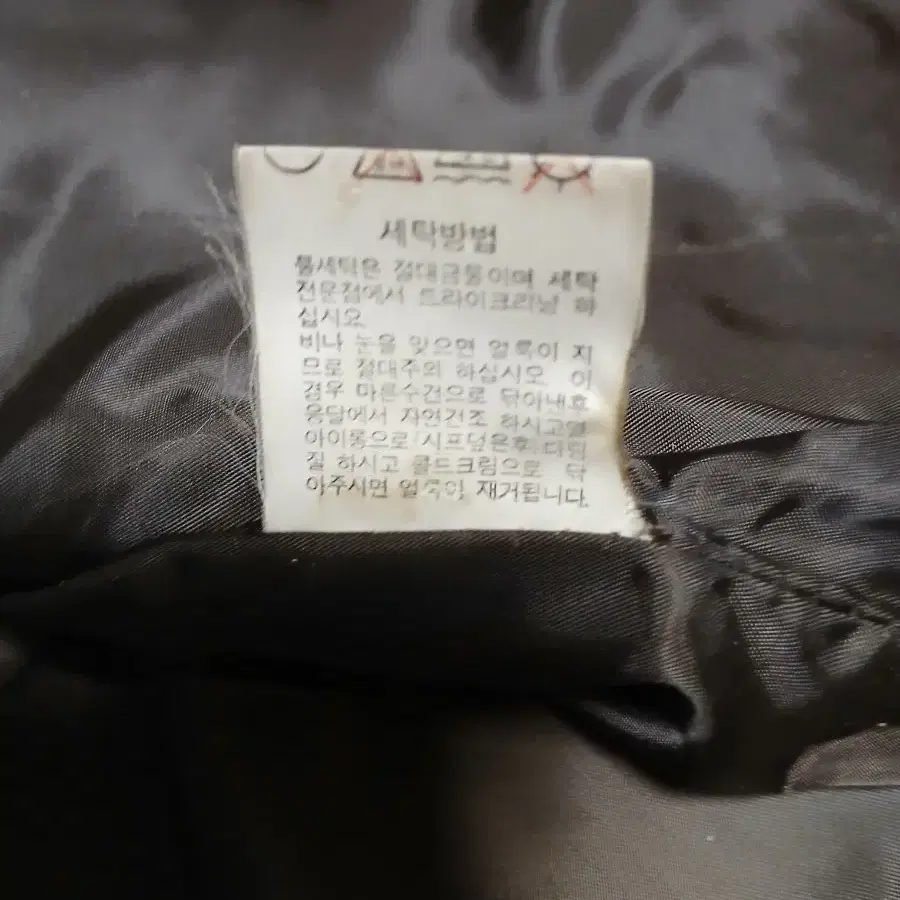 세탁방법
물세탁은 절대금물이며 세탁
전문점에서 드라이크리닝 하
십시오
비나 눈을 맞으면 얼룩이 지
므로 절대주의 하십시오 이
경우 마른수건으로 닦아낸후
응달에서 자연건조 하시고열
아이롱으로 시프덮은후 다림
질 하시고 콜드크림으로 닦
아주시면 얼룩이 재거됩니다.